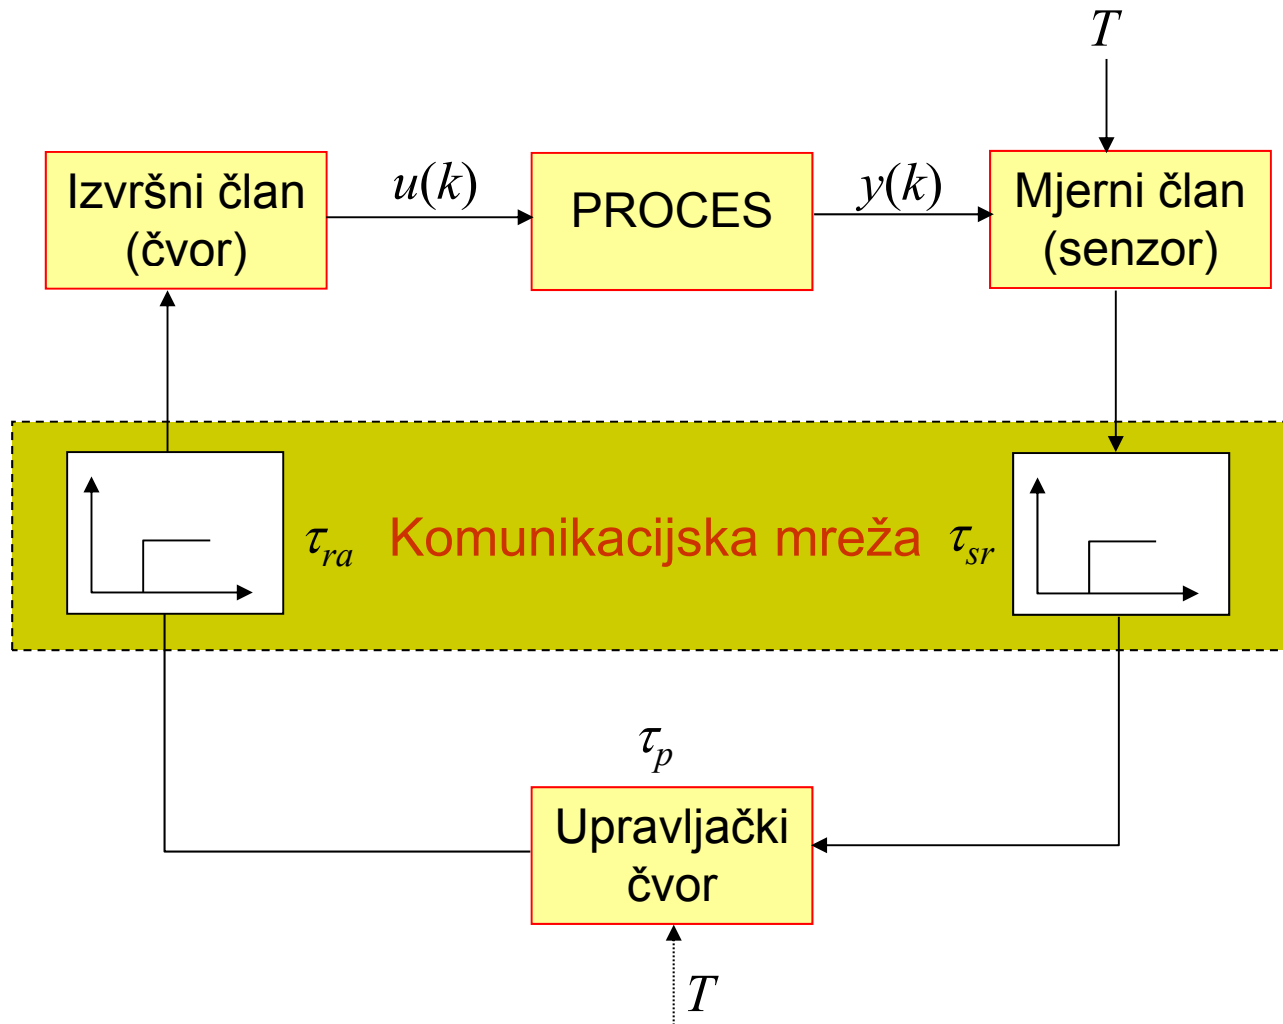 T
Izvršni član
(čvor)
u(k)
PROCES
y(k)
Mjerni član
(senzor)
τra
Komunikacijska mreža
τsr
τp
Upravljački
čvor
T